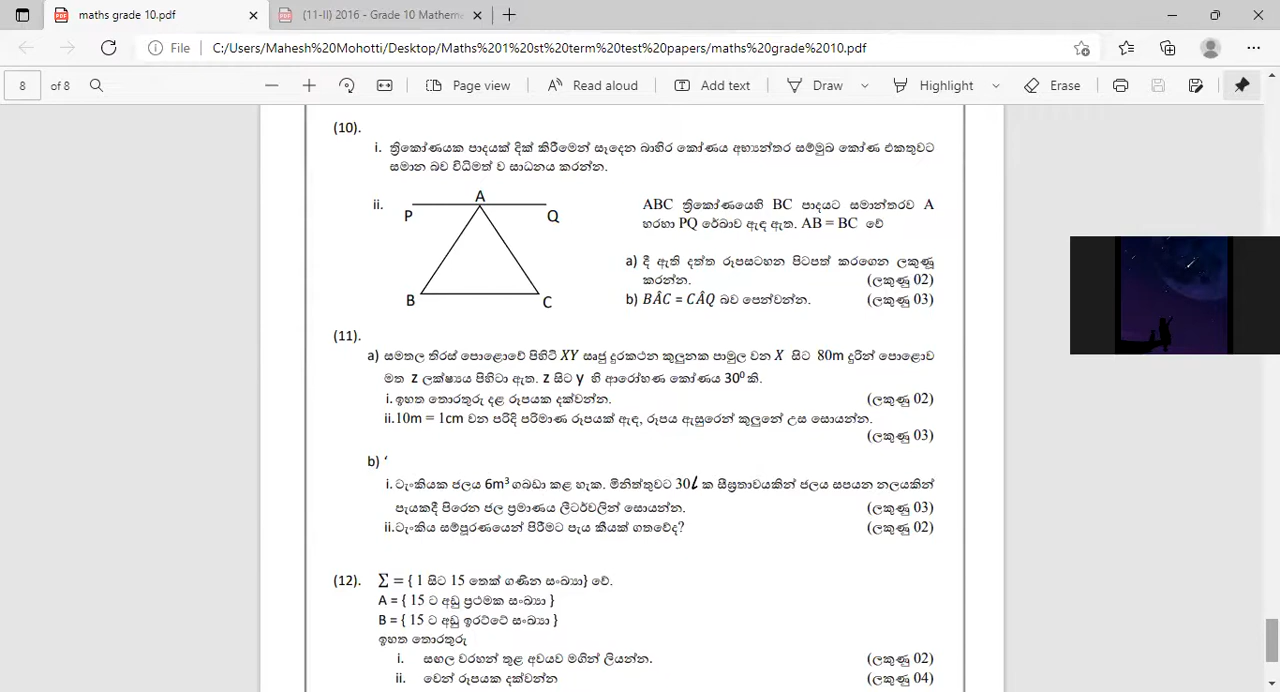 maths grade 10.pdf
(11-II) 2016 - Grade 10 Mathem
File
C:/Users/Mahesh%20Mohotti/Desktop/Maths%201%20st%20term%20test%20papers/maths%20grade%2010.pdf
8 of 8
Page view
Read aloud
Add text
Draw
Highlight
Erase
(10).
i. ත්‍රිකෝණයක පාදයක් දික් කිරීමෙන් සෑදෙන බාහිර කෝණය අභ්‍යන්තර සම්මුඛ කෝණ එකතුවට
සමාන බව විධිමත් ව සාධනය කරන්න.
ii.
A
P
Q
B
C
ABC ත්‍රිකෝණයෙහි BC පාදයට සමාන්තරව A
හරහා PQ රේඛාව ඇඳ ඇත. AB = BC වේ
a) දී ඇති දත්ත රූපසටහන පිටපත් කරගෙන ලකුණූ
කරන්න. (ලකුණු 02)
b) BÂC = CÂQ බව පෙන්වන්න. (ලකුණු 03)
(11).
a) සමතල තිරස් පොළොවේ පිහිටි XY සෘජු දුරකථන කුලුනක පාමුල වන X සිට 80m දුරින් පොළොව
මත z ලක්ෂ්‍යය පිහිටා ඇත. z සිට y හි ආරෝහණ කෝණය 30⁰ කි.
i. ඉහත තොරතුරු දළ රූපයක දක්වන්න. (ලකුණු 02)
ii.10m = 1cm වන පරිදි පරිමාණ රූපයක් ඇඳ, රූපය ඇසුරෙන් කුලුනේ උස සොයන්න.
(ලකුණු 03)
b) ‘
i. ටැංකියක ජලය 6m³ ගබඩා කළ හැක. මිනිත්තුවට 30l ක සීඝ්‍රතාවයකින් ජලය සපයන නලයකින්
පැයකදී පිරෙන ජල ප්‍රමාණය ලීටර්වලින් සොයන්න. (ලකුණු 03)
ii.ටැංකිය සම්පූරණයෙන් පිරීමට පැය කීයක් ගතවේද? (ලකුණු 02)
(12). Σ = { 1 සිට 15 තෙක් ගණින සංඛ්‍යා} වේ.
A = { 15 ට අඩු ප්‍රථමක සංඛ්‍යා }
B = { 15 ට අඩු ඉරට්ටේ සංඛ්‍යා }
ඉහත තොරතුරු
i. සඟල වරහන් තුළ අවයව මගින් ලියන්න. (ලකුණු 02)
ii. වෙන් රූපයක දක්වන්න (ලකුණු 04)